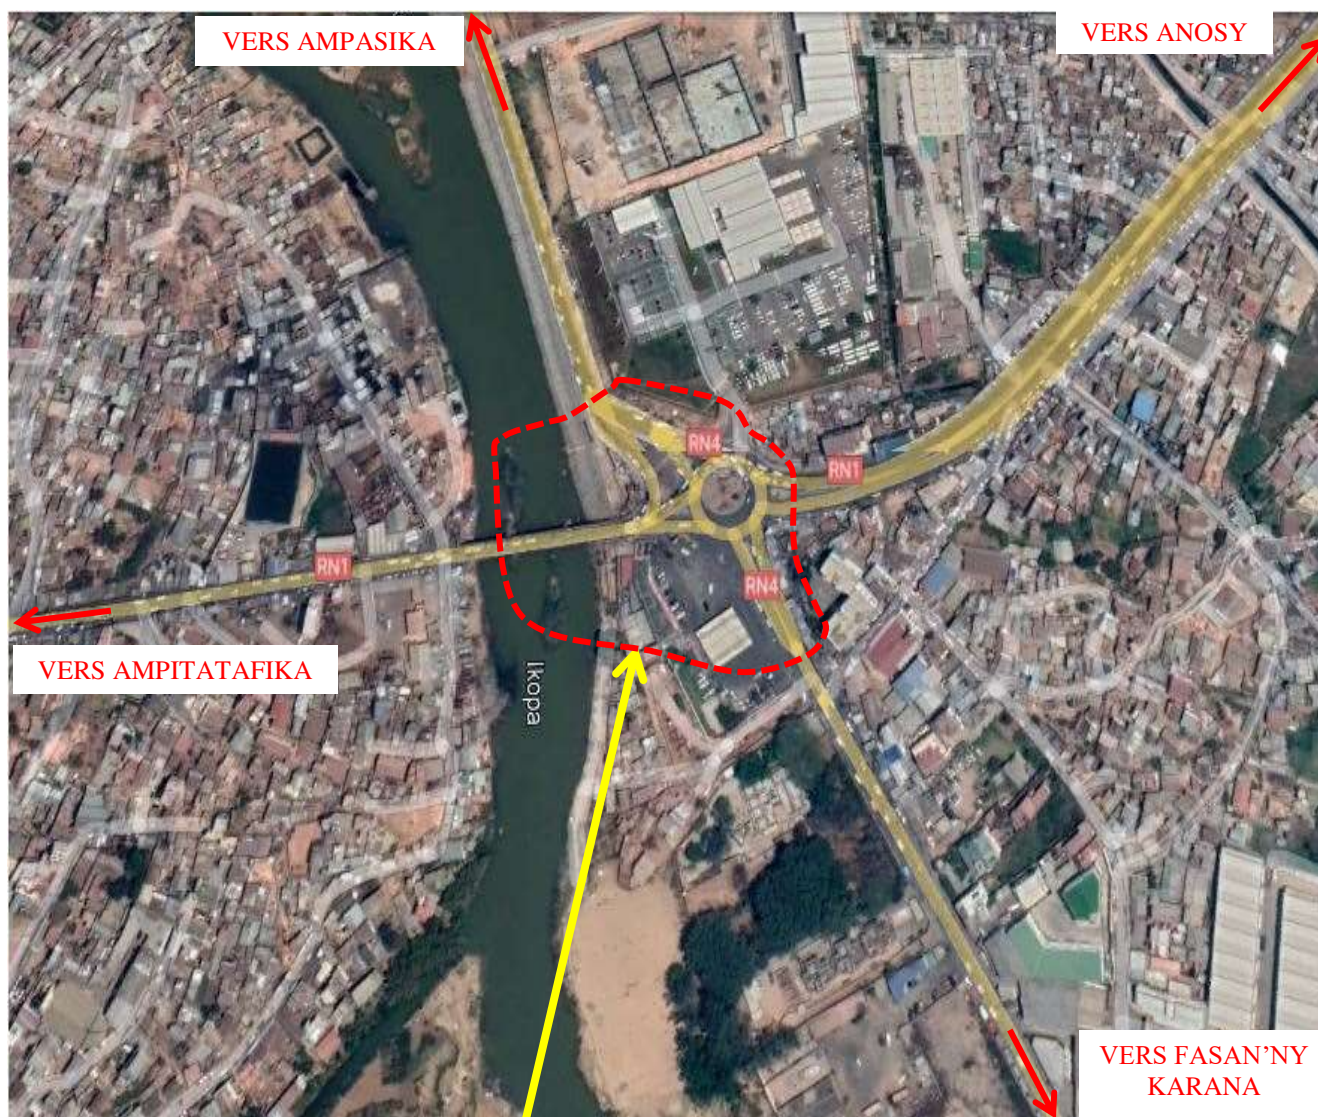 VERS AMPASIKA
VERS ANOSY
RN4
RN1
RN1
RN4
VERS AMPITATAFIKA
Ikopa
VERS FASAN’NY
KARANA